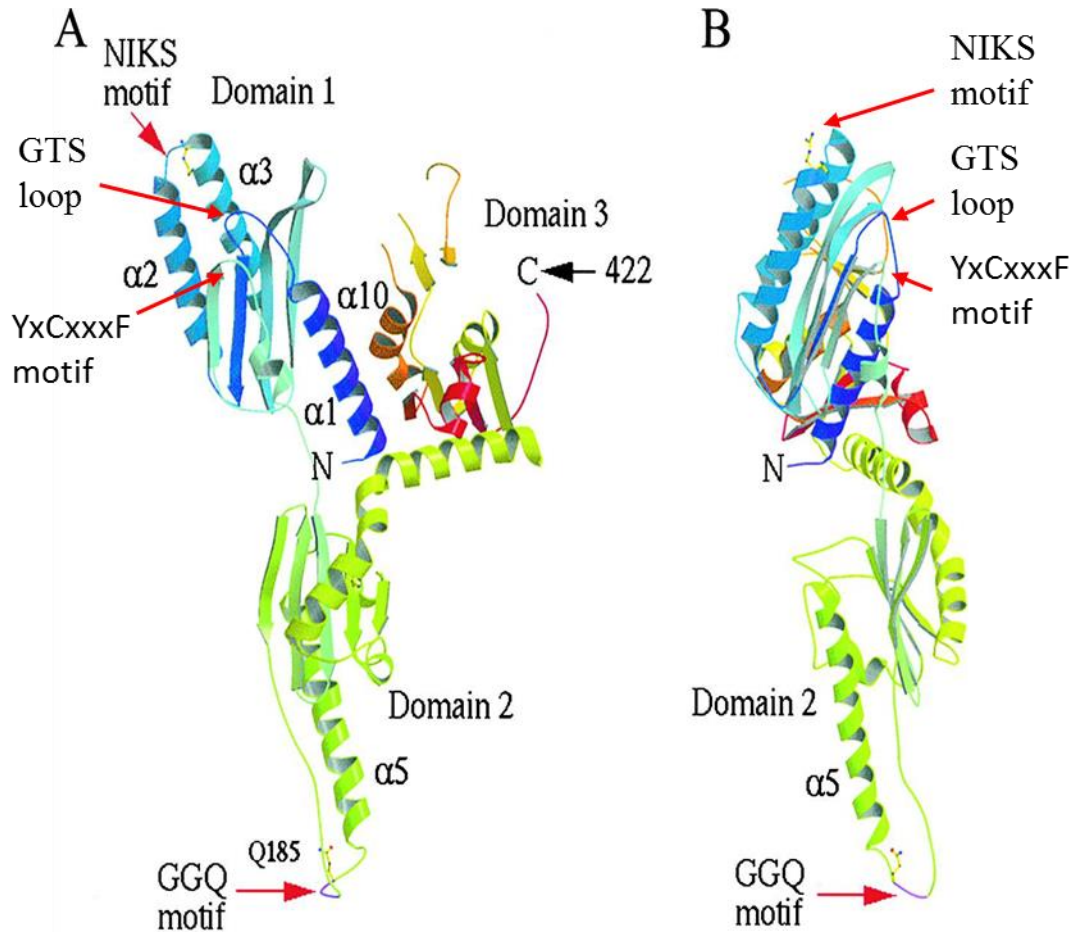 A
NIKS
motif
Domain 1
GTS
loop
α3
α2
YxCxxxF
motif
α10
Domain 3
C
422
α1
N
Domain 2
α5
Q185
GGQ
motif
B
NIKS
motif
GTS
loop
YxCxxxF
motif
N
Domain 2
α5
GGQ
motif